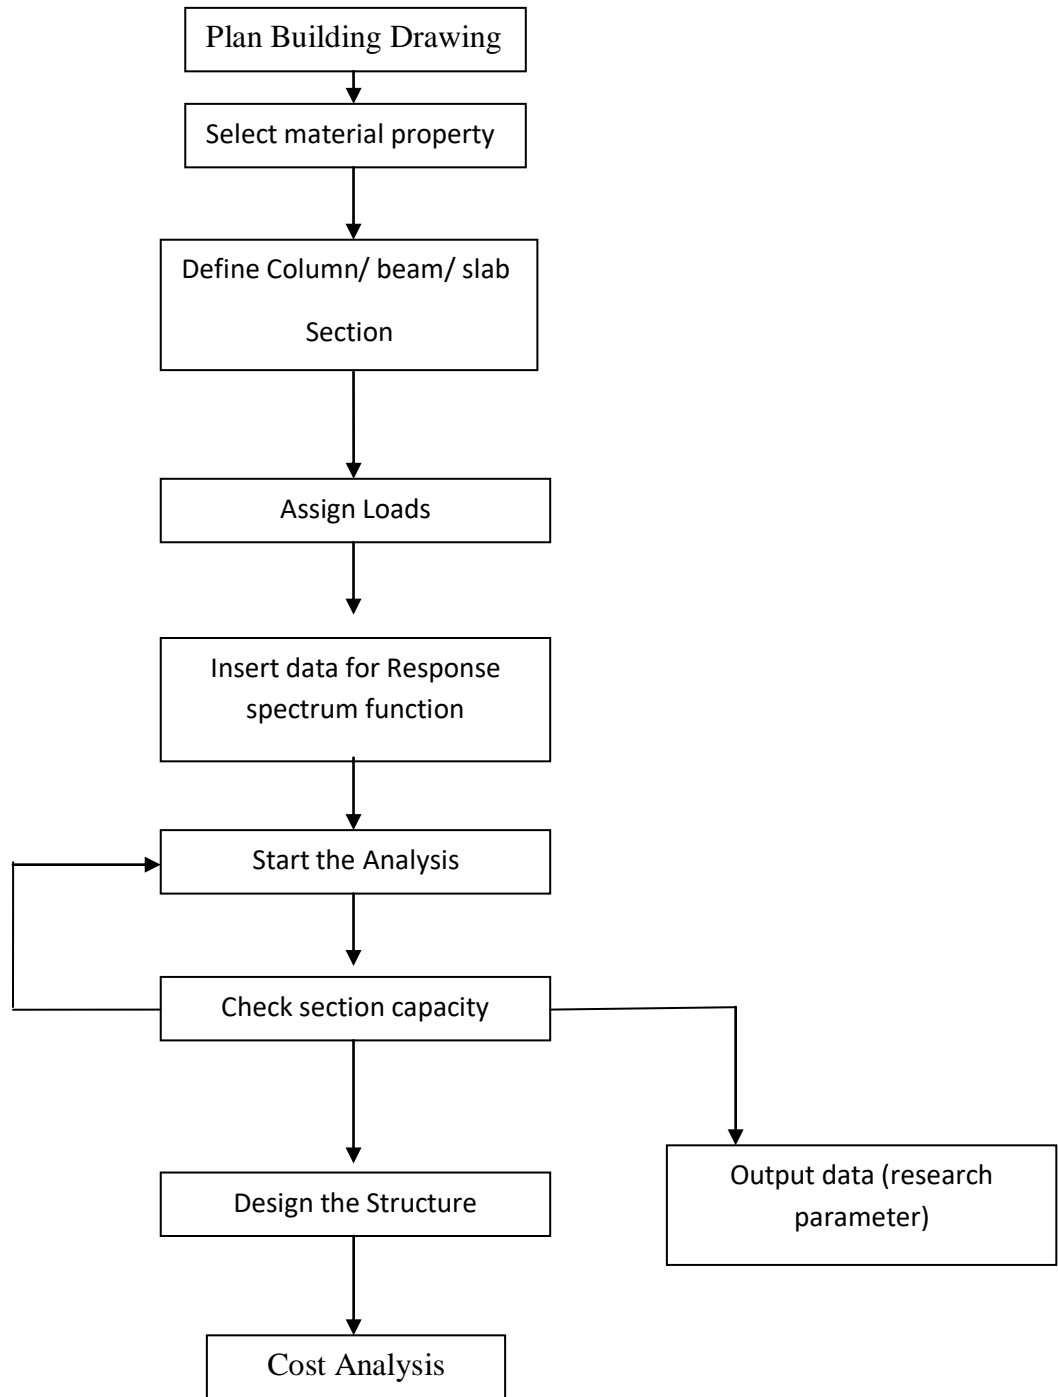 Plan Building Drawing
Select material property
Define Column/ beam/ slab
Section
Assign Loads
Insert data for Response
spectrum function
Start the Analysis
Check section capacity
Output data (research
parameter)
Design the Structure
Cost Analysis